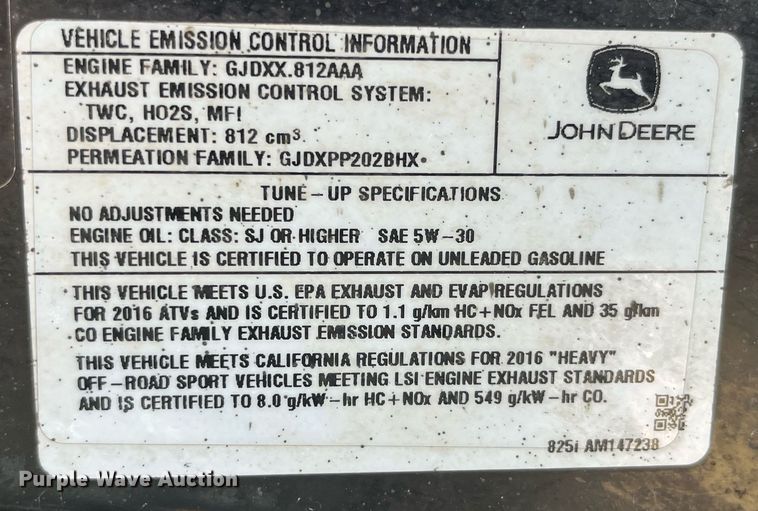 VEHICLE EMISSION CONTROL INFORMATION
ENGINE FAMILY: GJDXX.812AAA
EXHAUST EMISSION CONTROL SYSTEM:
TWC, HO2S, MFI
DISPLACEMENT: 812 cm³
PERMEATION FAMILY: GJDXPP202BHX
JOHN DEERE
TUNE-UP SPECIFICATIONS
NO ADJUSTMENTS NEEDED
ENGINE OIL: CLASS: SJ OR HIGHER SAE 5W-30
THIS VEHICLE IS CERTIFIED TO OPERATE ON UNLEADED GASOLINE
THIS VEHICLE MEETS U.S. EPA EXHAUST AND EVAP REGULATIONS
FOR 2016 ATVs AND IS CERTIFIED TO 1.1 g/km HC+NOx FEL AND 35 g/km
CO ENGINE FAMILY EXHAUST EMISSION STANDARDS.
THIS VEHICLE MEETS CALIFORNIA REGULATIONS FOR 2016 "HEAVY"
OFF-ROAD SPORT VEHICLES MEETING LSI ENGINE EXHAUST STANDARDS
AND IS CERTIFIED TO 8.0 g/kW-hr HC+NOx AND 549 g/kW-hr CO.
825i AM147238
Purple Wave Auction